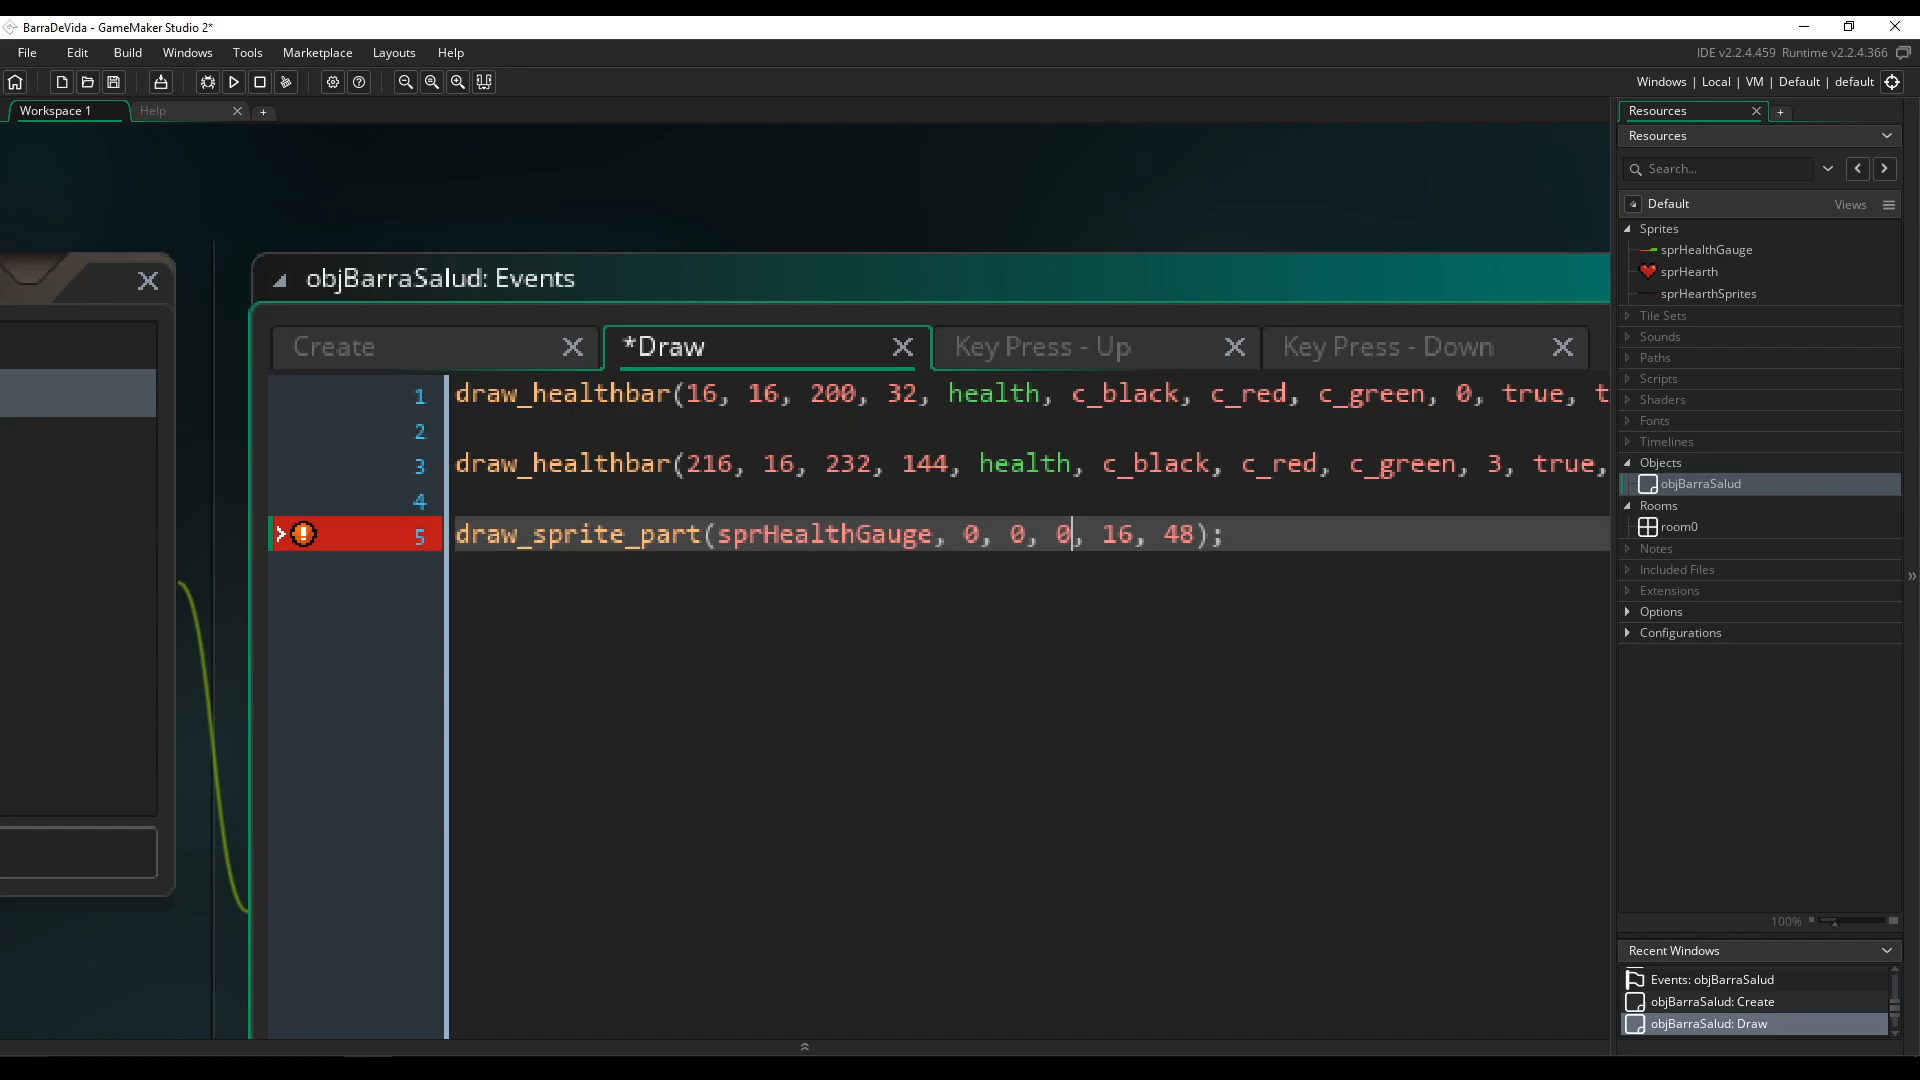 BarraDeVida - GameMaker Studio 2*
File Edit Build Windows Tools Marketplace Layouts Help
IDE v2.2.4.459 Runtime v2.2.4.366
Windows | Local | VM | Default | default
Workspace 1
Help
Resources
Resources
Search...
Default
Views
Sprites
sprHealthGauge
sprHearth
sprHearthSprites
Tile Sets
Sounds
Paths
Scripts
Shaders
Fonts
Timelines
Objects
objBarraSalud
Rooms
room0
Notes
Included Files
Extensions
Options
Configurations
100%
Recent Windows
Events: objBarraSalud
objBarraSalud: Create
objBarraSalud: Draw
objBarraSalud: Events
Create
*Draw
Key Press - Up
Key Press - Down
1 draw_healthbar(16, 16, 200, 32, health, c_black, c_red, c_green, 0, true, t
2
3 draw_healthbar(216, 16, 232, 144, health, c_black, c_red, c_green, 3, true,
4
5 draw_sprite_part(sprHealthGauge, 0, 0, 0, 16, 48);